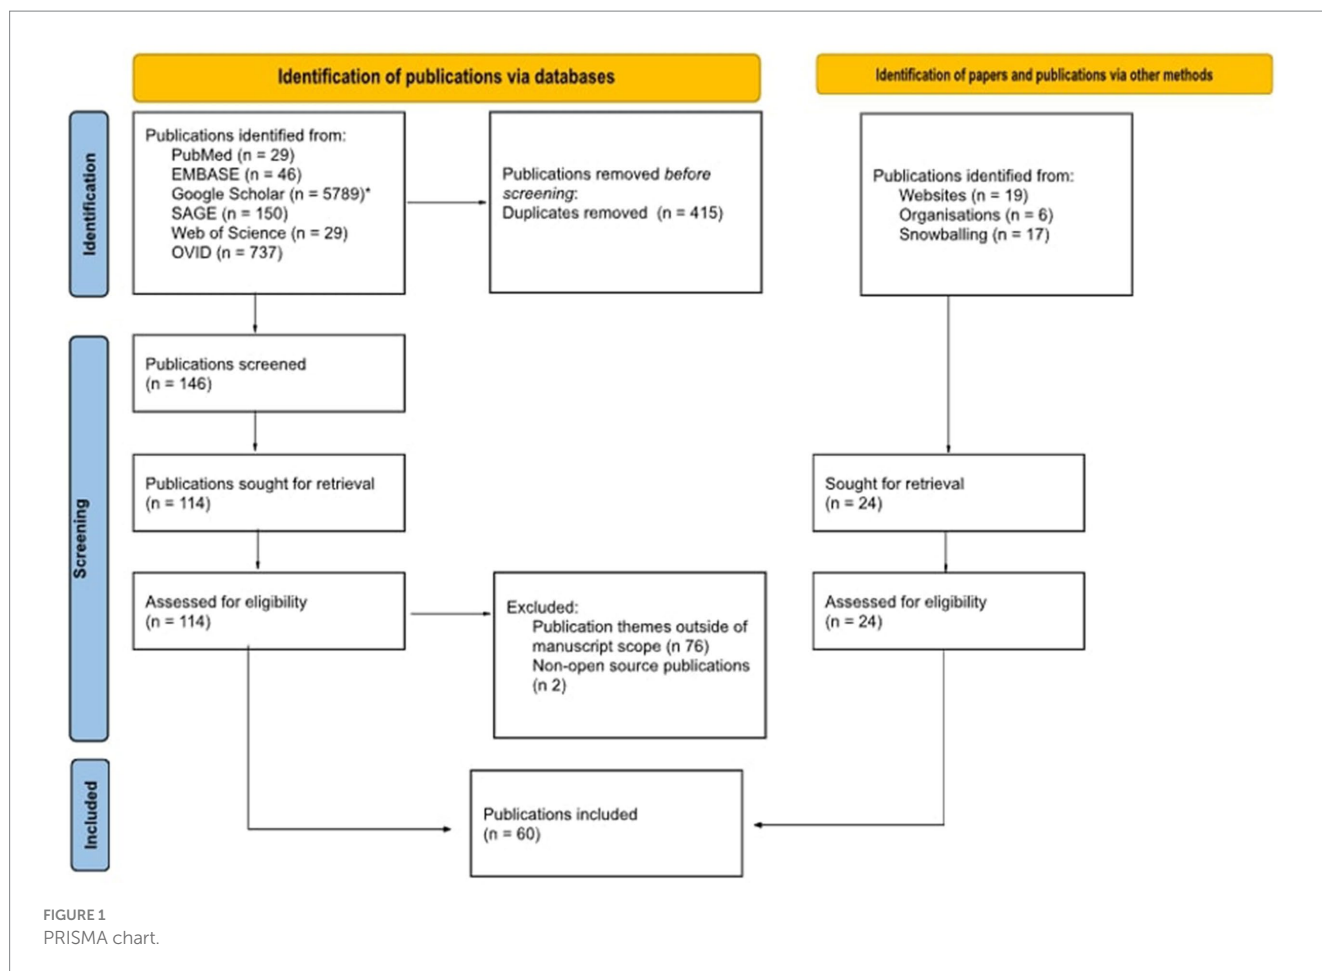 Identification of publications via databases
Identification of papers and publications via other methods
Identification
Publications identified from:
PubMed (n = 29)
EMBASE (n = 46)
Google Scholar (n = 5789)*
SAGE (n = 150)
Web of Science (n = 29)
OVID (n = 737)
Publications removed before
screening:
Duplicates removed (n = 415)
Publications identified from:
Websites (n = 19)
Organisations (n = 6)
Snowballing (n = 17)
Screening
Publications screened
(n = 146)
Publications sought for retrieval
(n = 114)
Sought for retrieval
(n = 24)
Assessed for eligibility
(n = 114)
Excluded:
Publication themes outside of
manuscript scope (n 76)
Non-open source publications
(n 2)
Assessed for eligibility
(n = 24)
Included
Publications included
(n = 60)
FIGURE 1
PRISMA chart.